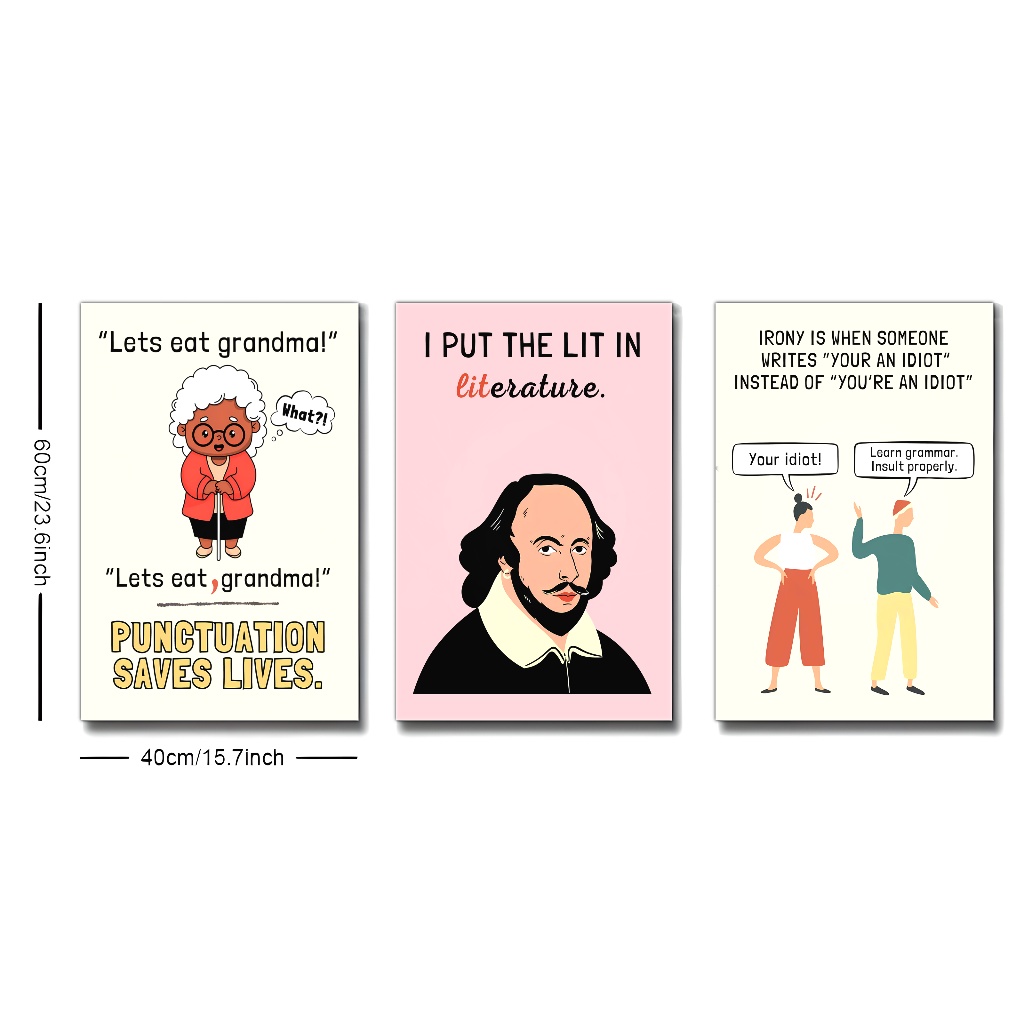 60cm/23.6inch
"Lets eat grandma!"
What?!
"Lets eat, grandma!"
PUNCTUATION
SAVES LIVES.
40cm/15.7inch
I PUT THE LIT IN
literature.
IRONY IS WHEN SOMEONE
WRITES "YOUR AN IDIOT"
INSTEAD OF "YOU'RE AN IDIOT"
Your idiot!
Learn grammar.
Insult properly.